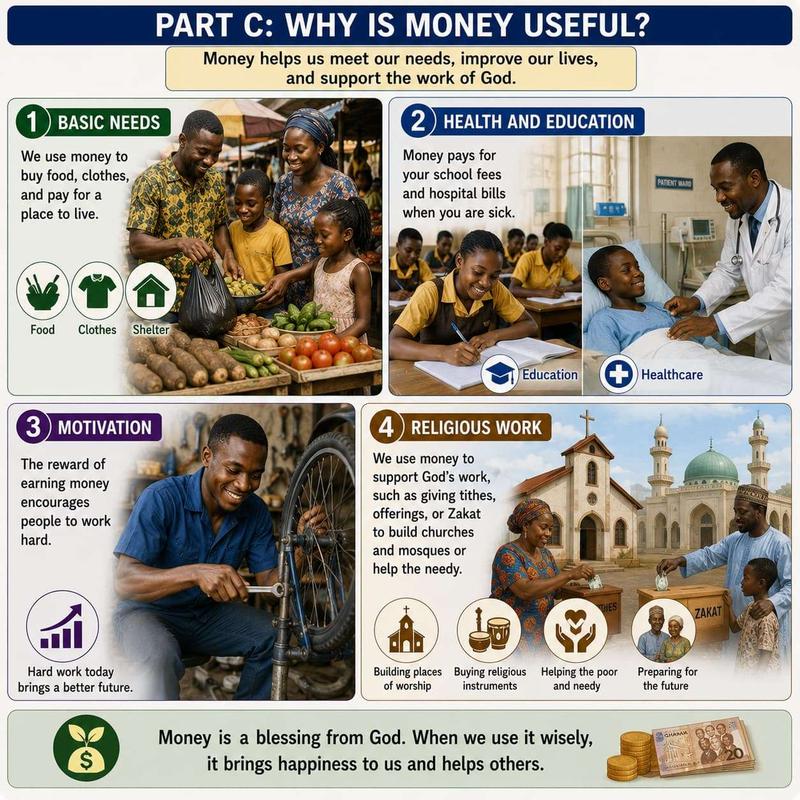 PART C: WHY IS MONEY USEFUL?
Money helps us meet our needs, improve our lives,
and support the work of God.
1 BASIC NEEDS
We use money to
buy food, clothes,
and pay for a
place to live.
Food
Clothes
Shelter
2 HEALTH AND EDUCATION
Money pays for
your school fees
and hospital bills
when you are sick.
PATIENT WARD
Education
Healthcare
3 MOTIVATION
The reward of
earning money
encourages
people to work
hard.
Hard work today
brings a better future.
4 RELIGIOUS WORK
We use money to
support God's work,
such as giving tithes,
offerings, or Zakat
to build churches
and mosques or
help the needy.
ZAKAT
Building places
of worship
Buying religious
instruments
Helping the poor
and needy
Preparing for
the future
$
Money is a blessing from God. When we use it wisely,
it brings happiness to us and helps others.
20